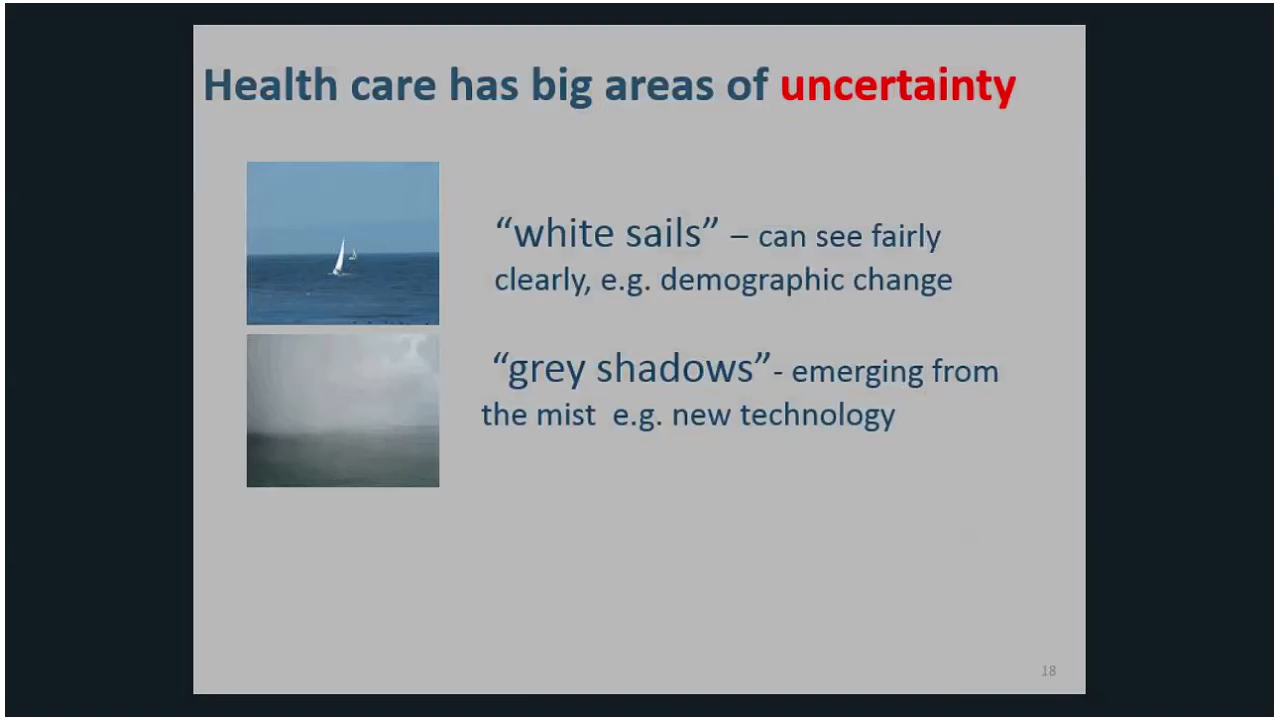 Health care has big areas of uncertainty
“white sails” – can see fairly
clearly, e.g. demographic change
“grey shadows”- emerging from
the mist e.g. new technology
18